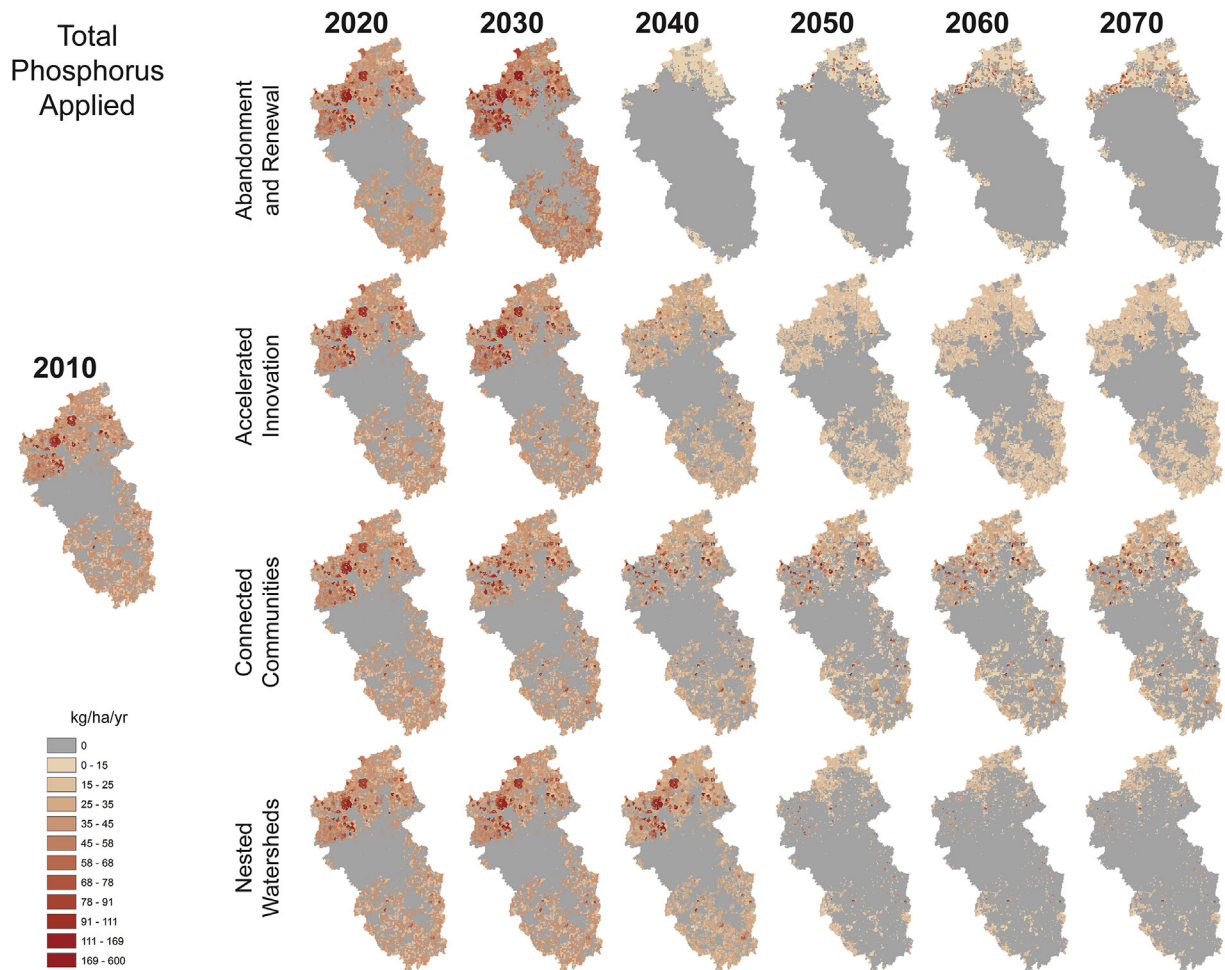 Total
Phosphorus
Applied
2020
2030
2040
2050
2060
2070
Abandonment
and Renewal
Accelerated
Innovation
2010
Connected
Communities
Nested
Watersheds
kg/ha/yr
0
0 - 15
15 - 25
25 - 35
35 - 45
45 - 58
58 - 68
68 - 78
78 - 91
91 - 111
111 - 169
169 - 600